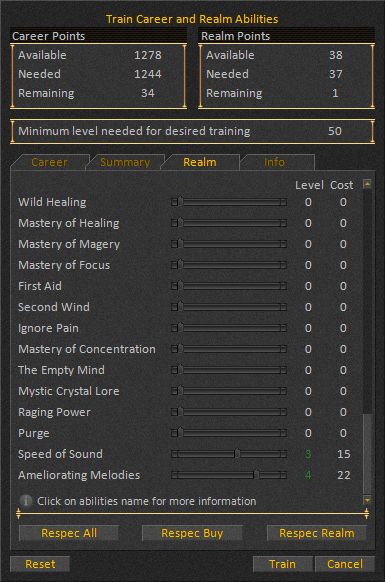 Train Career and Realm Abilities
Career Points
Available 1278
Needed 1244
Remaining 34
Realm Points
Available 38
Needed 37
Remaining 1
Minimum level needed for desired training 50
Career Summary Realm Info
Level Cost
Wild Healing 0 0
Mastery of Healing 0 0
Mastery of Magery 0 0
Mastery of Focus 0 0
First Aid 0 0
Second Wind 0 0
Ignore Pain 0 0
Mastery of Concentration 0 0
The Empty Mind 0 0
Mystic Crystal Lore 0 0
Raging Power 0 0
Purge 0 0
Speed of Sound 3 15
Ameliorating Melodies 4 22
i Click on abilities name for more information
Respec All Respec Buy Respec Realm
Reset Train Cancel